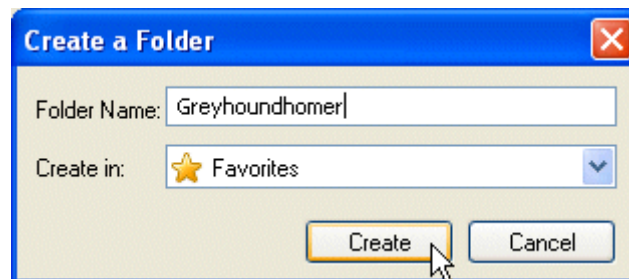 Create a Folder
Folder Name: Greyhoundhomer
Create in: Favorites
Create Cancel